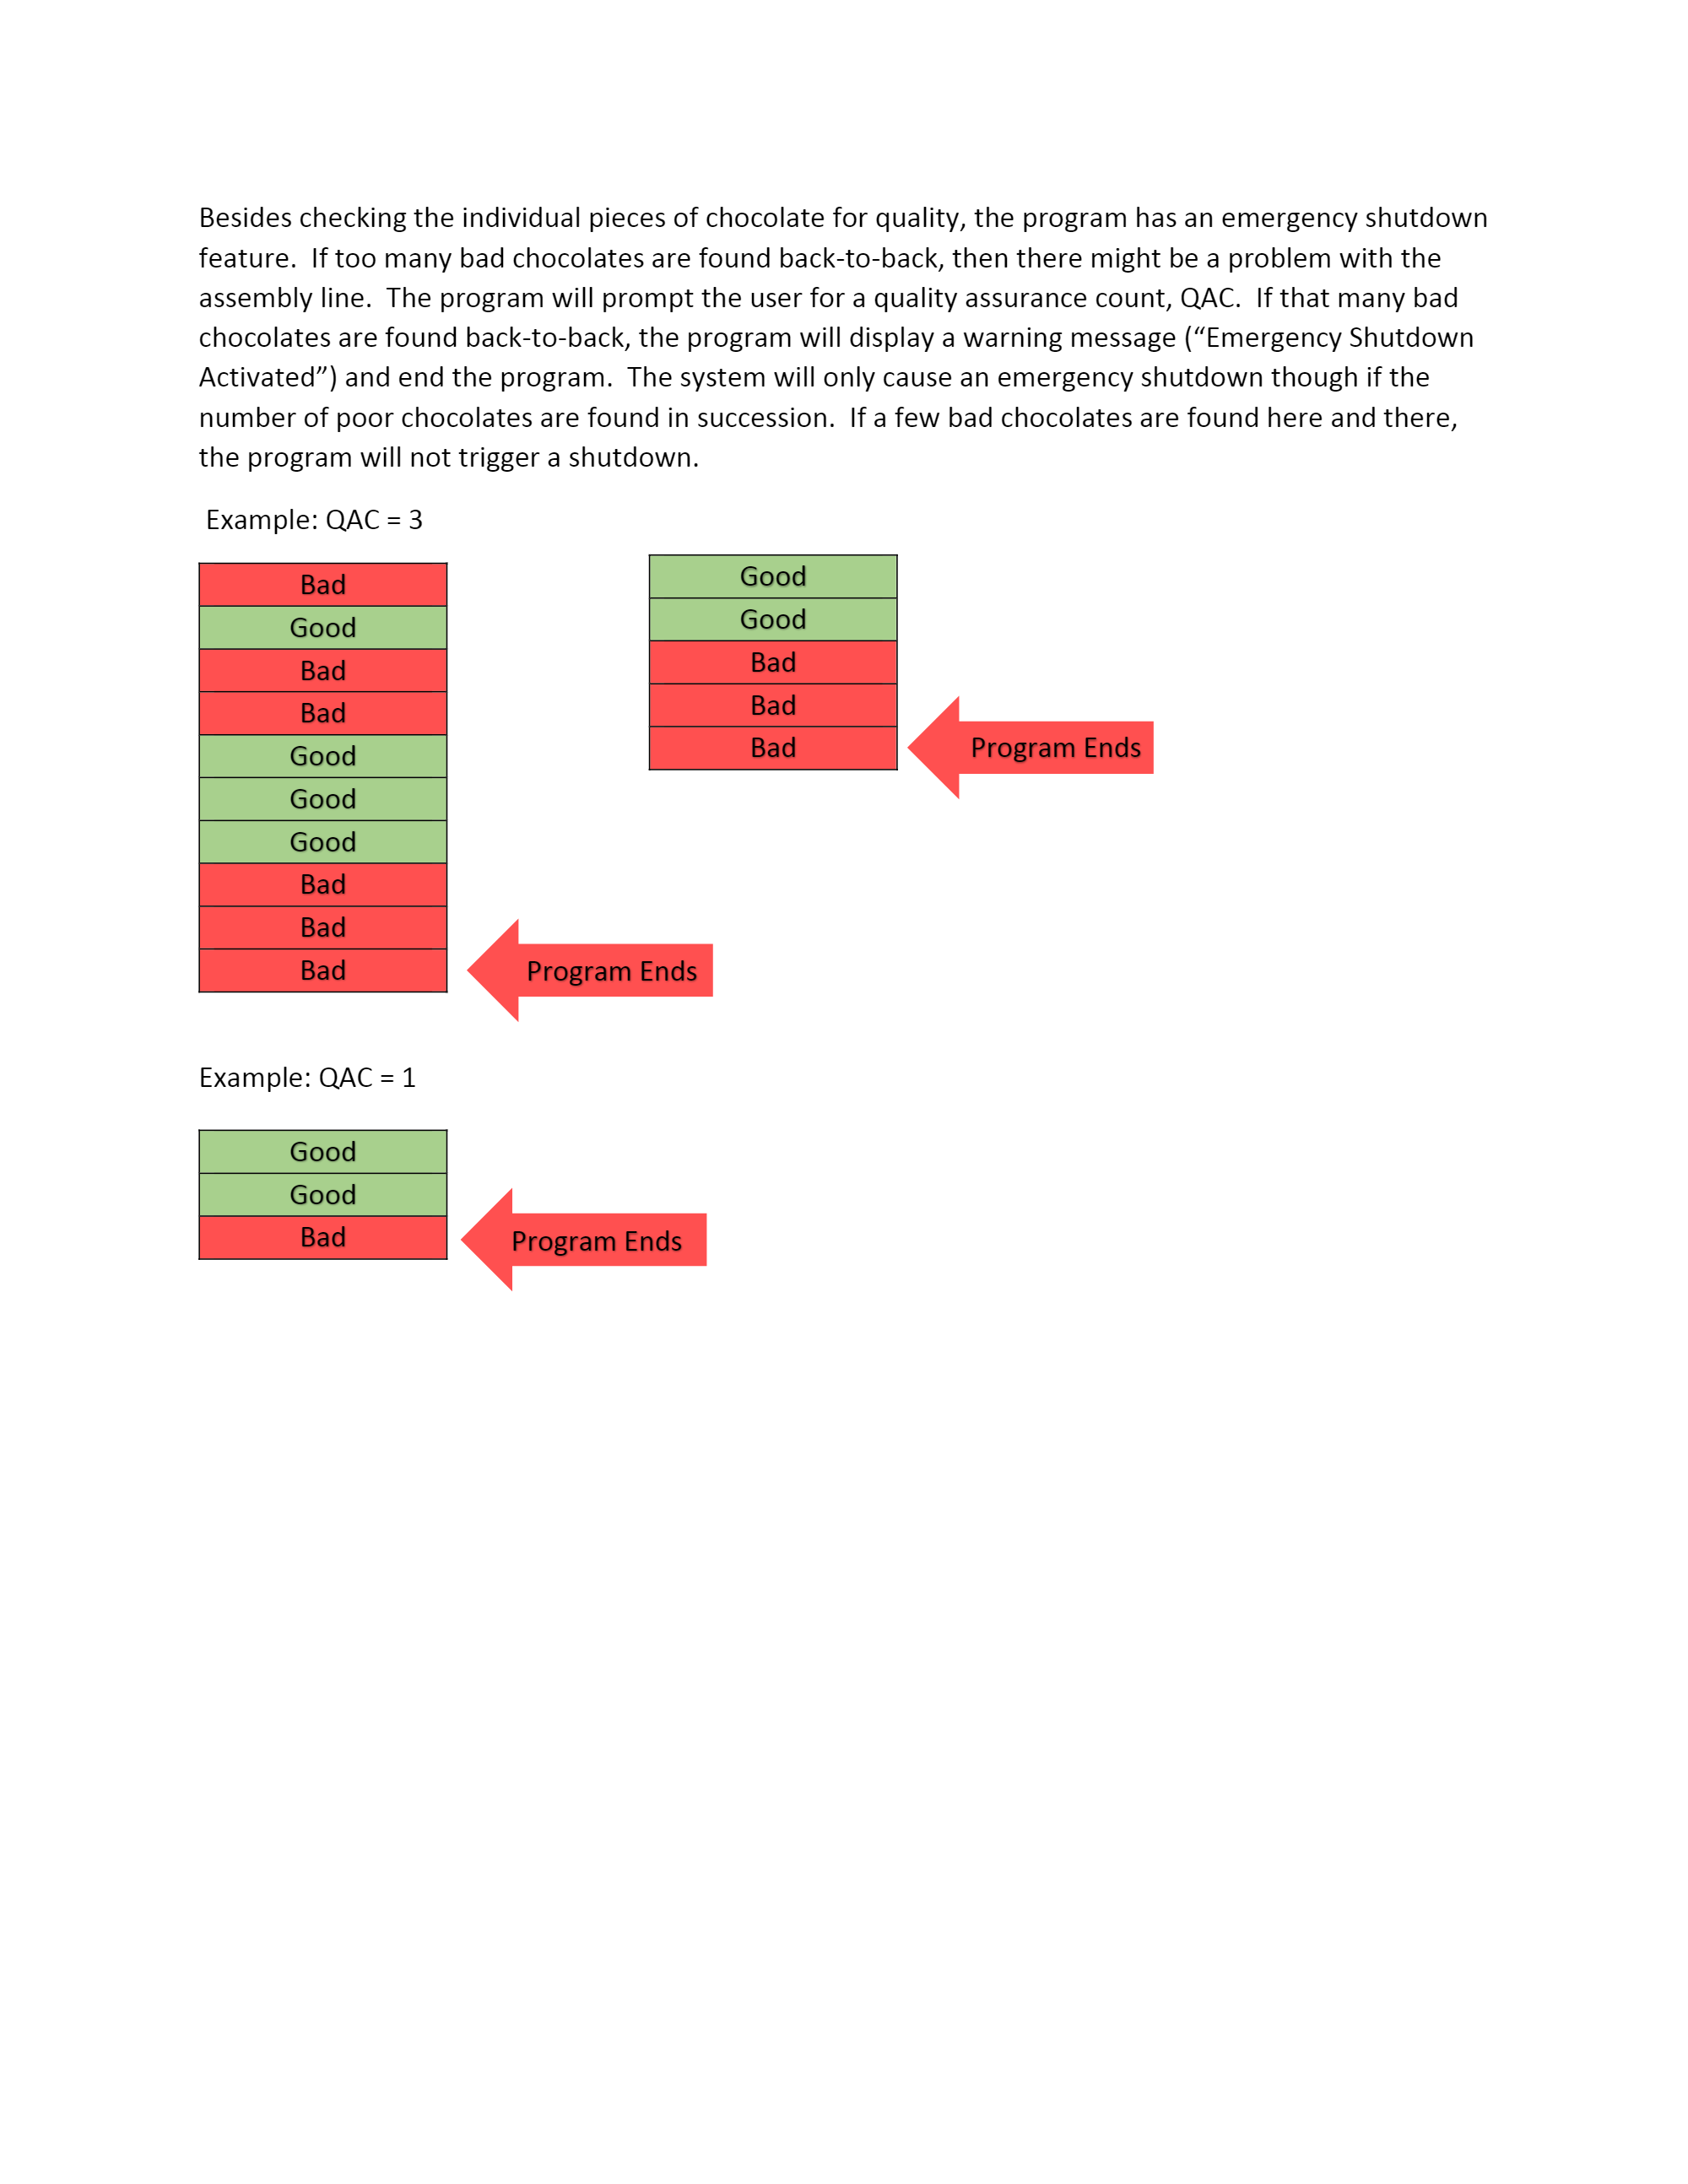 Besides checking the individual pieces of chocolate for quality, the program has an emergency shutdown
feature.  If too many bad chocolates are found back-to-back, then there might be a problem with the
assembly line.  The program will prompt the user for a quality assurance count, QAC.  If that many bad
chocolates are found back-to-back, the program will display a warning message (“Emergency Shutdown
Activated”) and end the program.  The system will only cause an emergency shutdown though if the
number of poor chocolates are found in succession.  If a few bad chocolates are found here and there,
the program will not trigger a shutdown.
Example: QAC = 3
Bad
Good
Bad
Bad
Good
Good
Good
Bad
Bad
Bad
Program Ends
Good
Good
Bad
Bad
Bad
Program Ends
Example: QAC = 1
Good
Good
Bad
Program Ends